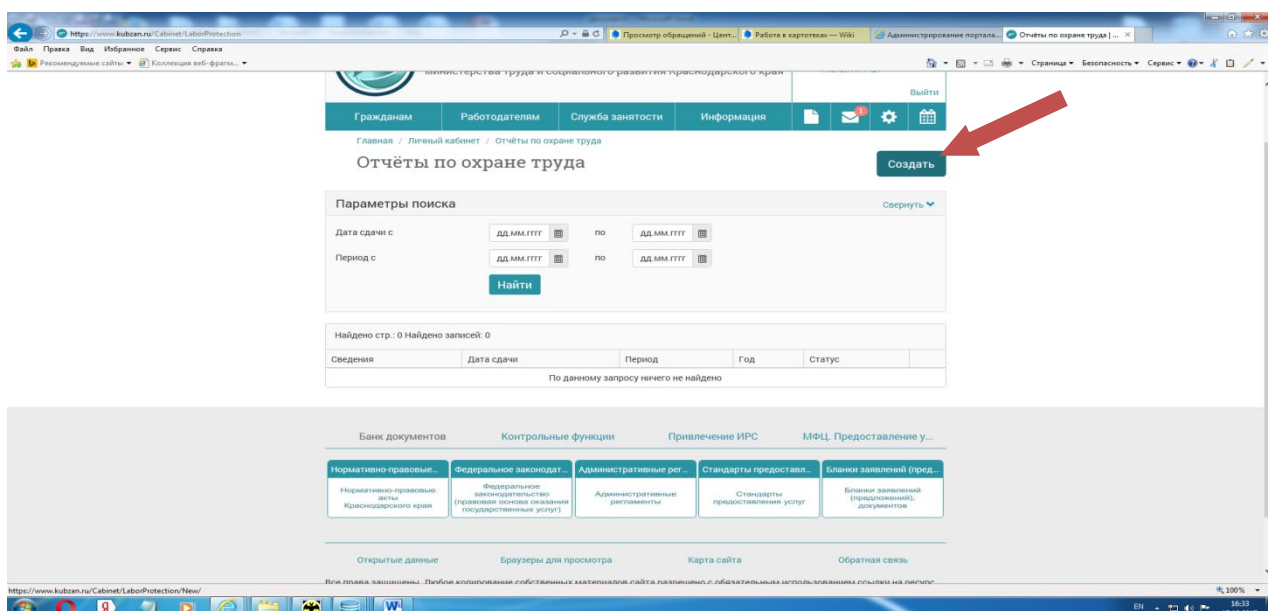 https://www.kubzan.ru/Cabinet/LaborProtection
Просмотр обращений - Цент...
Работа в картотеках — Wiki
Администрирование портала...
Отчёты по охране труда | ...
Файл Правка Вид Избранное Сервис Справка
Рекомендуемые сайты
Коллекция веб-фрагм...
Страница Безопасность Сервис
министерства труда и социального развития Краснодарского края
Выйти
Гражданам Работодателям Служба занятости Информация 1
Главная / Личный кабинет / Отчёты по охране труда
Отчёты по охране труда
Создать
Параметры поиска Свернуть
Дата сдачи с дд.мм.гггг по дд.мм.гггг
Период с дд.мм.гггг по дд.мм.гггг
Найти
Найдено стр.: 0 Найдено записей: 0
Сведения Дата сдачи Период Год Статус
По данному запросу ничего не найдено
Банк документов Контрольные функции Привлечение ИРС МФЦ. Предоставление у...
Нормативно-правовые... Федеральное законодат... Административные рег... Стандарты предоставл... Бланки заявлений (пред...
Нормативно-правовые
акты
Краснодарского края
Федеральное
законодательство
(правовая основа оказания
государственных услуг)
Административные
регламенты
Стандарты
предоставления услуг
Бланки заявлений
(предложений),
документов
Открытые данные Браузеры для просмотра Карта сайта Обратная связь
Все права защищены. Любое копирование собственных материалов сайта разрешено с обязательным использованием ссылки на ресурс
https://www.kubzan.ru/Cabinet/LaborProtection/New/
100%
EN
16:33